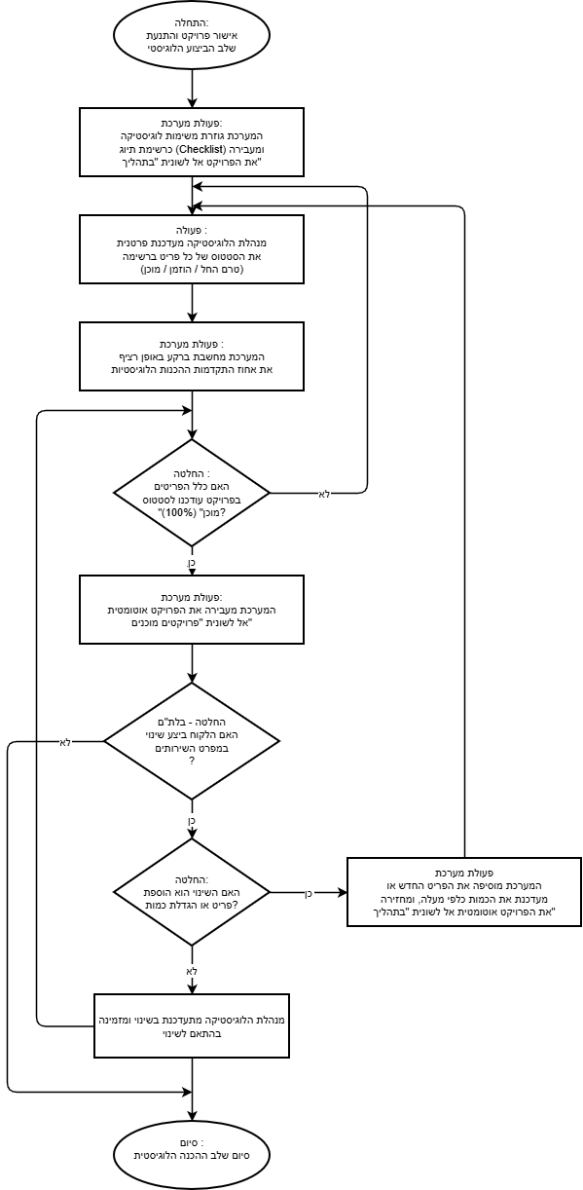 התחלה:
אישור פרויקט והתנעת
שלב הביצוע הלוגיסטי
פעולת מערכת:
המערכת גוזרת משימות לוגיסטיקה
כרשימת תיוג (Checklist) ומעבירה
את הפרויקט אל לשונית "בתהליך"
פעולה :
מנהלת הלוגיסטיקה מעדכנת פרטנית
את הסטטוס של כל פריט ברשימה
(טרם החל / הוזמן / מוכן)
פעולת מערכת :
המערכת מחשבת ברקע באופן רציף
את אחוז התקדמות ההכנות הלוגיסטיות
החלטה :
האם כלל הפריטים
בפרויקט עודכנו לסטטוס
"מוכן" (100%)?
לא
כן
פעולת מערכת:
המערכת מעבירה את הפרויקט אוטומטית
אל לשונית "פרויקטים מוכנים"
החלטה - בלת"ם
האם הלקוח ביצע שינוי
במפרט השירותים
?
לא
כן
החלטה:
האם השינוי הוא הוספת
פריט או הגדלת כמות?
כן
פעולת מערכת
המערכת מוסיפה את הפריט החדש או
מעדכנת את הכמות כלפי מעלה, ומחזירה
את הפרויקט אוטומטית אל לשונית "בתהליך"
לא
מנהלת הלוגיסטיקה מתעדכנת בשינוי ומזמינה
בהתאם לשינוי
סיום :
סיום שלב ההכנה הלוגיסטית